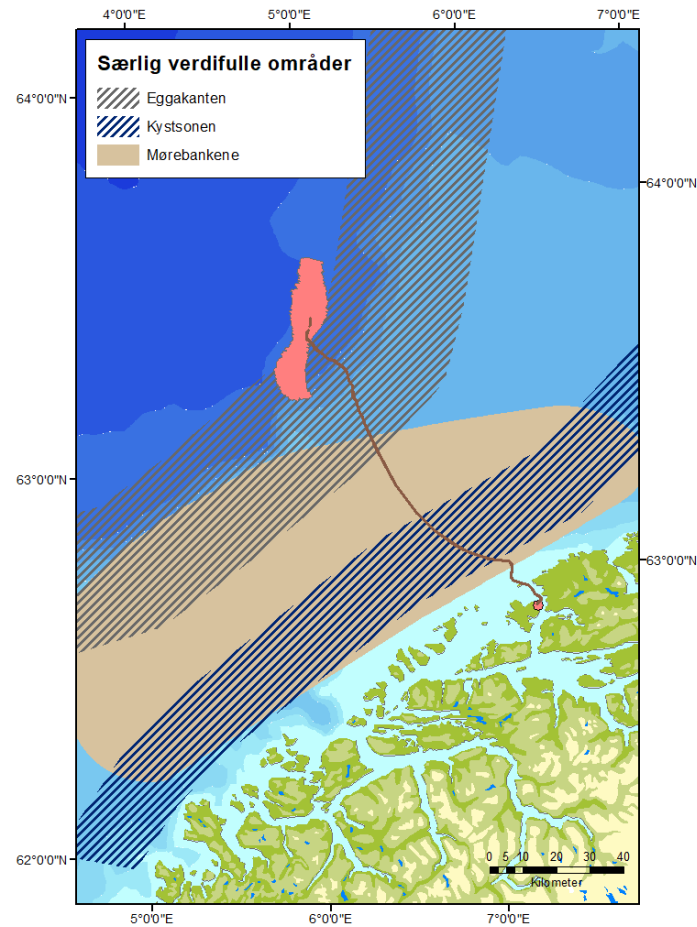 4°0'0"E 5°0'0"E 6°0'0"E 7°0'0"E
Særlig verdifulle områder
Eggakanten
Kystsonen
Mørebankene
64°0'0"N
64°0'0"N
63°0'0"N
63°0'0"N
62°0'0"N
0 5 10 20 30 40
Kilometer
5°0'0"E 6°0'0"E 7°0'0"E